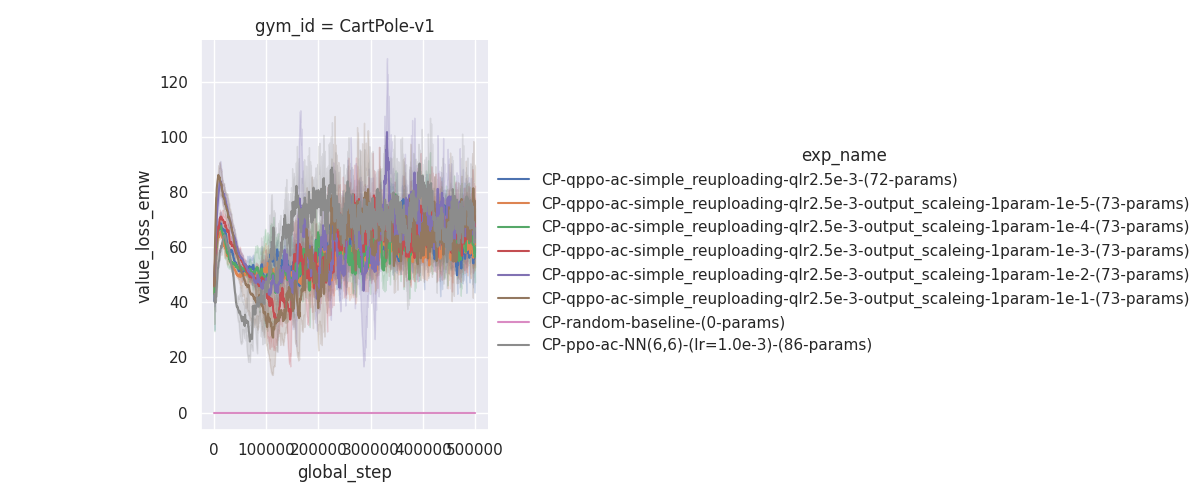 gym_id = CartPole-v1
value_loss_emw
120
100
80
60
40
20
0
0 100000 200000 300000 400000 500000
global_step
exp_name
CP-qppo-ac-simple_reuploading-qlr2.5e-3-(72-params)
CP-qppo-ac-simple_reuploading-qlr2.5e-3-output_scaleing-1param-1e-5-(73-params)
CP-qppo-ac-simple_reuploading-qlr2.5e-3-output_scaleing-1param-1e-4-(73-params)
CP-qppo-ac-simple_reuploading-qlr2.5e-3-output_scaleing-1param-1e-3-(73-params)
CP-qppo-ac-simple_reuploading-qlr2.5e-3-output_scaleing-1param-1e-2-(73-params)
CP-qppo-ac-simple_reuploading-qlr2.5e-3-output_scaleing-1param-1e-1-(73-params)
CP-random-baseline-(0-params)
CP-ppo-ac-NN(6,6)-(lr=1.0e-3)-(86-params)